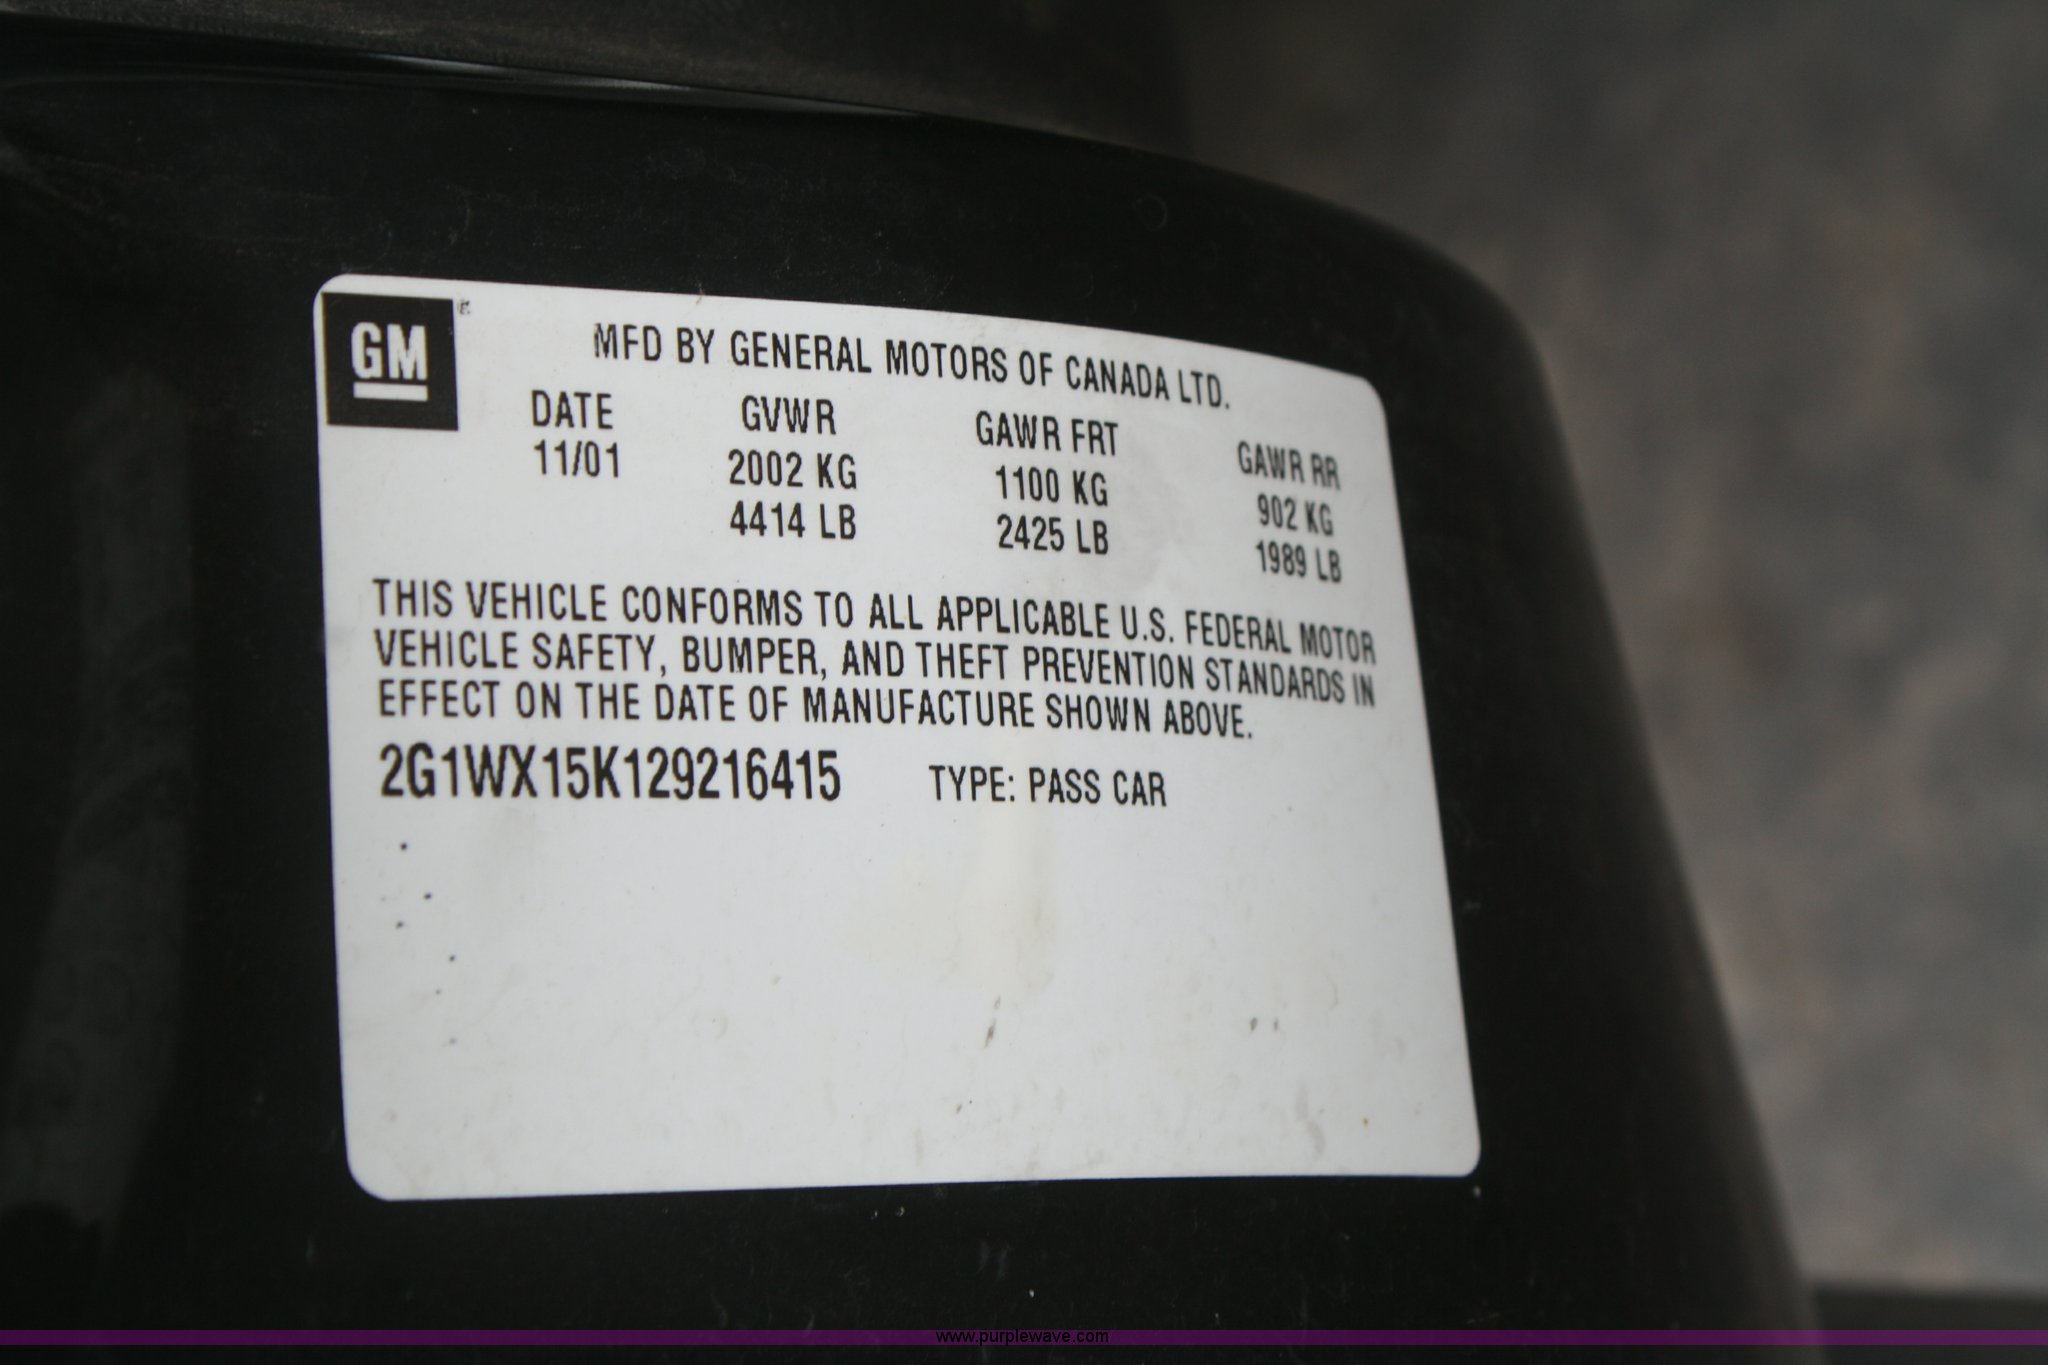 GM
MFD BY GENERAL MOTORS OF CANADA LTD.
DATE GVWR GAWR FRT GAWR RR
11/01 2002 KG 1100 KG 902 KG
4414 LB 2425 LB 1989 LB
THIS VEHICLE CONFORMS TO ALL APPLICABLE U.S. FEDERAL MOTOR
VEHICLE SAFETY, BUMPER, AND THEFT PREVENTION STANDARDS IN
EFFECT ON THE DATE OF MANUFACTURE SHOWN ABOVE.
2G1WX15K129216415 TYPE: PASS CAR
www.purplewave.com